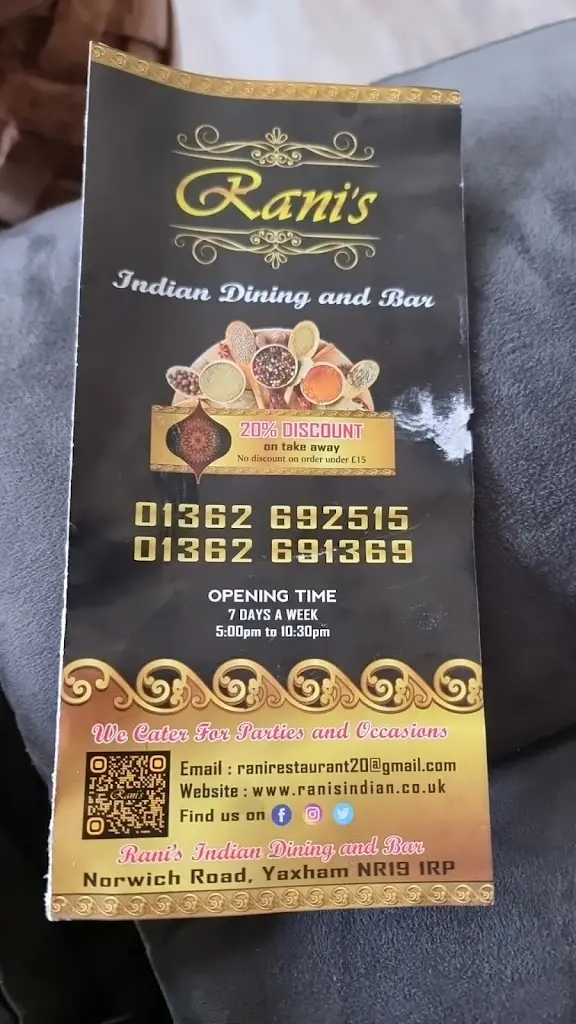 Rani's
Indian Dining and Bar
20% DISCOUNT
on take away
No discount on order under £15
01362 692515
01362 691369
OPENING TIME
7 DAYS A WEEK
5:00pm to 10:30pm
We Cater For Parties and Occasions
Rani's
Email : ranirestaurant20@gmail.com
Website : www.ranisindian.co.uk
Find us on
Rani's Indian Dining and Bar
Norwich Road, Yaxham NR19 1RP